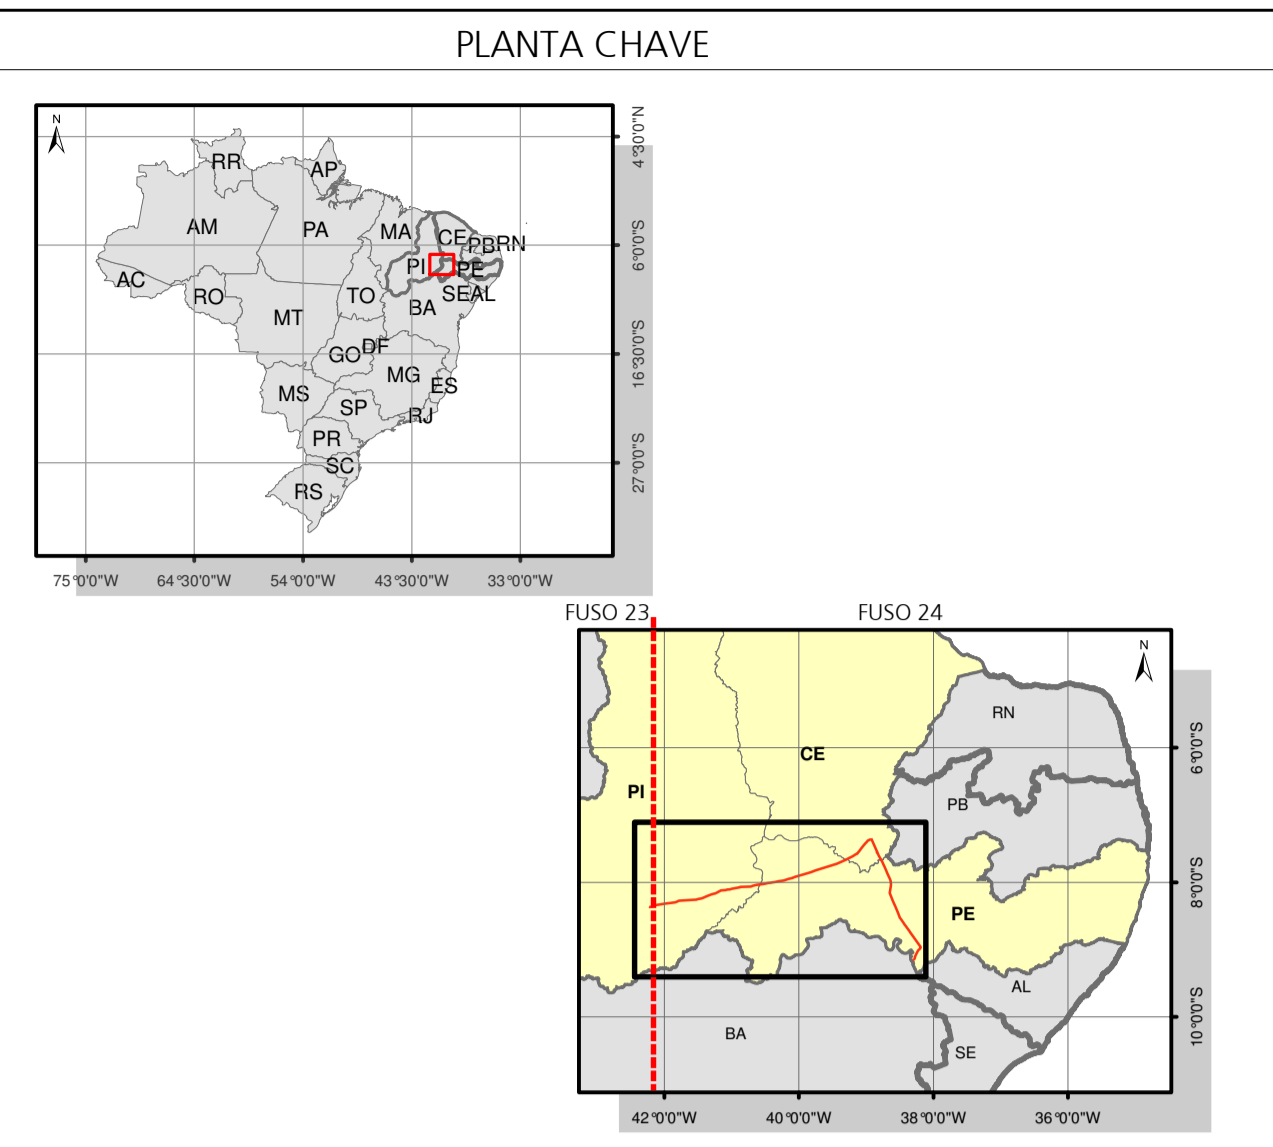 PLANTA CHAVE
N
4°30'0"N
RR
AP
AM
PA
MA
CE
PB
RN
6°0'0"S
PI
PE
AC
RO
TO
SE
AL
MT
BA
DF
GO
16°30'0"S
MG
ES
MS
SP
RJ
PR
SC
27°0'0"S
RS
75°0'0"W
64°30'0"W
54°0'0"W
43°30'0"W
33°0'0"W
FUSO 23
FUSO 24
N
RN
6°0'0"S
CE
PI
PB
8°0'0"S
PE
AL
10°0'0"S
BA
SE
42°0'0"W
40°0'0"W
38°0'0"W
36°0'0"W